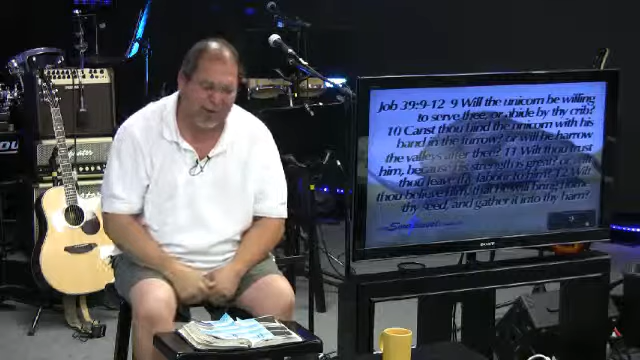 Job 39:9-12 9 Will the unicorn be willing
to serve thee, or abide by thy crib?
10 Canst thou bind the unicorn with his
band in the furrow? or will he harrow
the valleys after thee? 11 Wilt thou trust
him, because his strength is great? or wilt
thou leave thy labour to him? 12 Wilt
thou believe him, that he will bring home
thy seed, and gather it into thy barn?
SONY